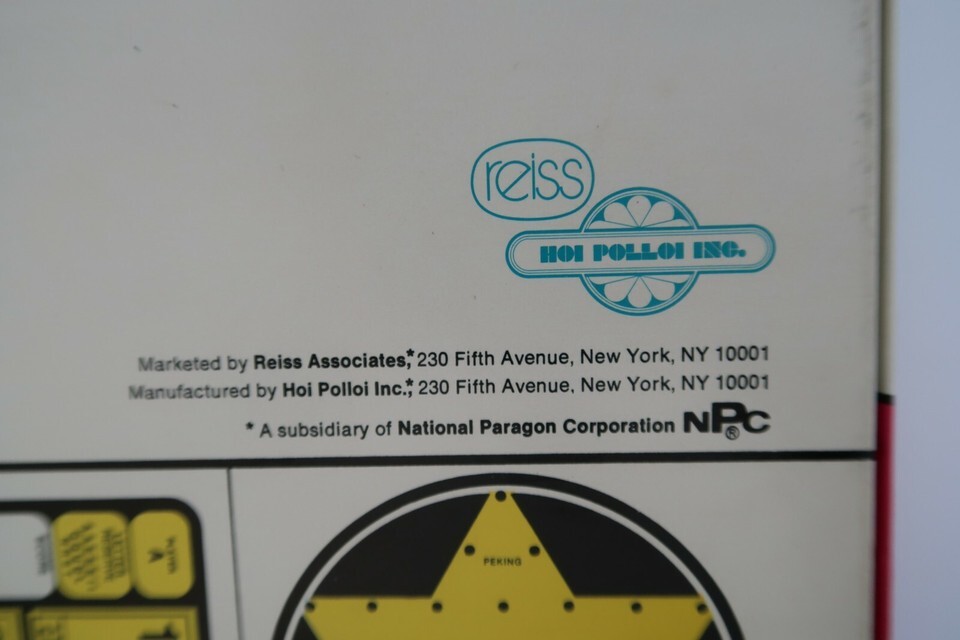 reiss
HOI POLLOI INC.
Marketed by Reiss Associates,* 230 Fifth Avenue, New York, NY 10001
Manufactured by Hoi Polloi Inc.,* 230 Fifth Avenue, New York, NY 10001
* A subsidiary of National Paragon Corporation NPC®
PEKING